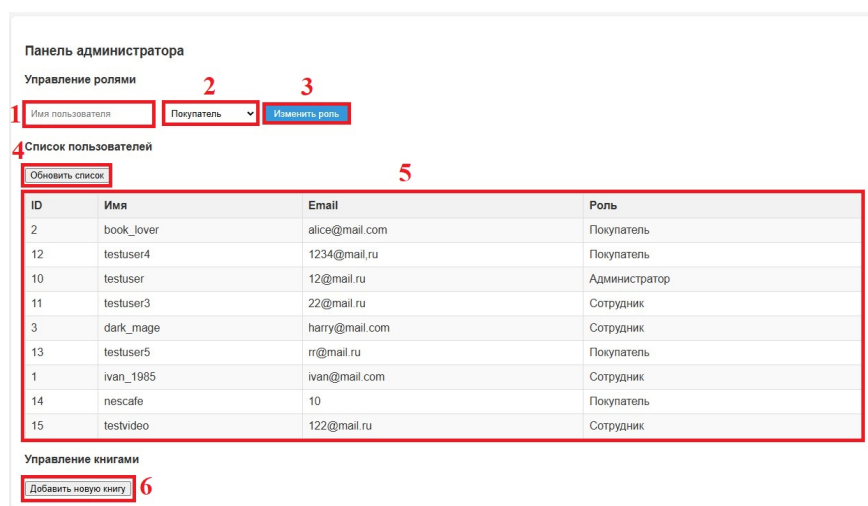 Панель администратора
Управление ролями
2 3
1 Имя пользователя Покупатель Изменить роль
4 Список пользователей
Обновить список 5
ID Имя Email Роль
2 book_lover alice@mail.com Покупатель
12 testuser4 1234@mail,ru Покупатель
10 testuser 12@mail.ru Администратор
11 testuser3 22@mail.ru Сотрудник
3 dark_mage harry@mail.com Сотрудник
13 testuser5 rr@mail.ru Покупатель
1 ivan_1985 ivan@mail.com Сотрудник
14 nescafe 10 Покупатель
15 testvideo 122@mail.ru Сотрудник
Управление книгами
Добавить новую книгу 6